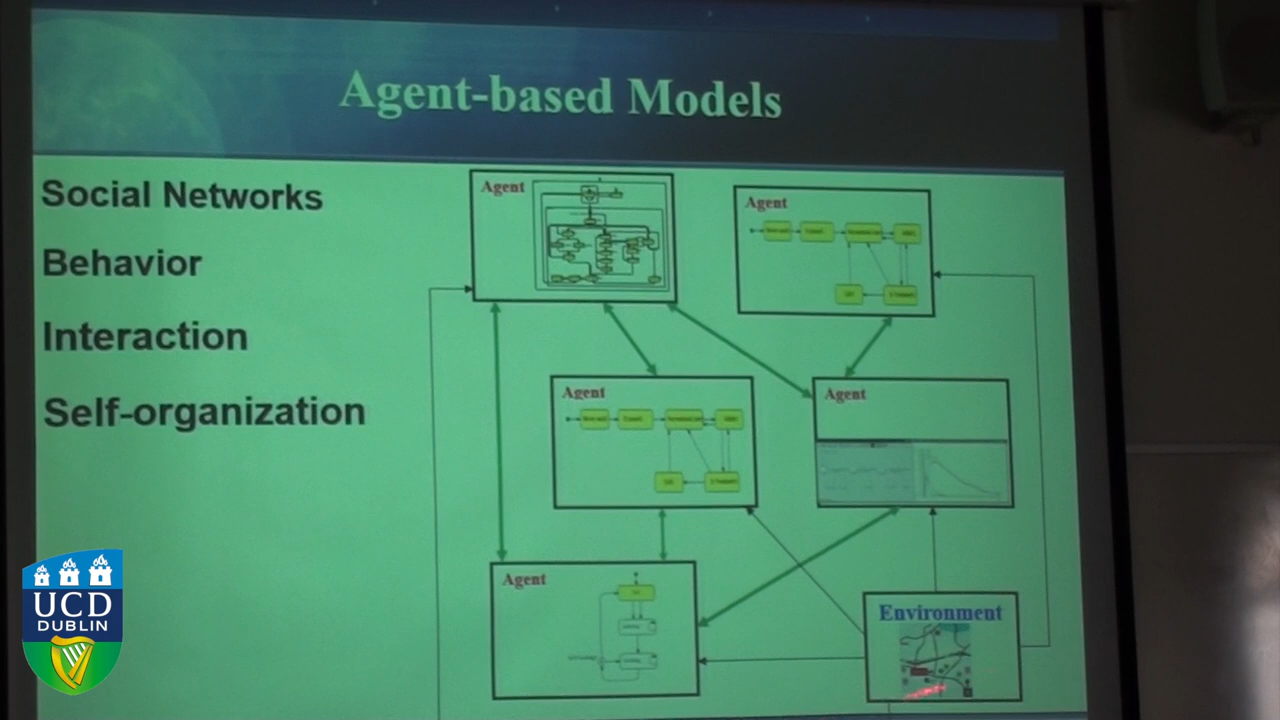 Agent-based Models
Social Networks
Behavior
Interaction
Self-organization
Agent
Agent
Agent
Agent
Agent
Environment
UCD
DUBLIN